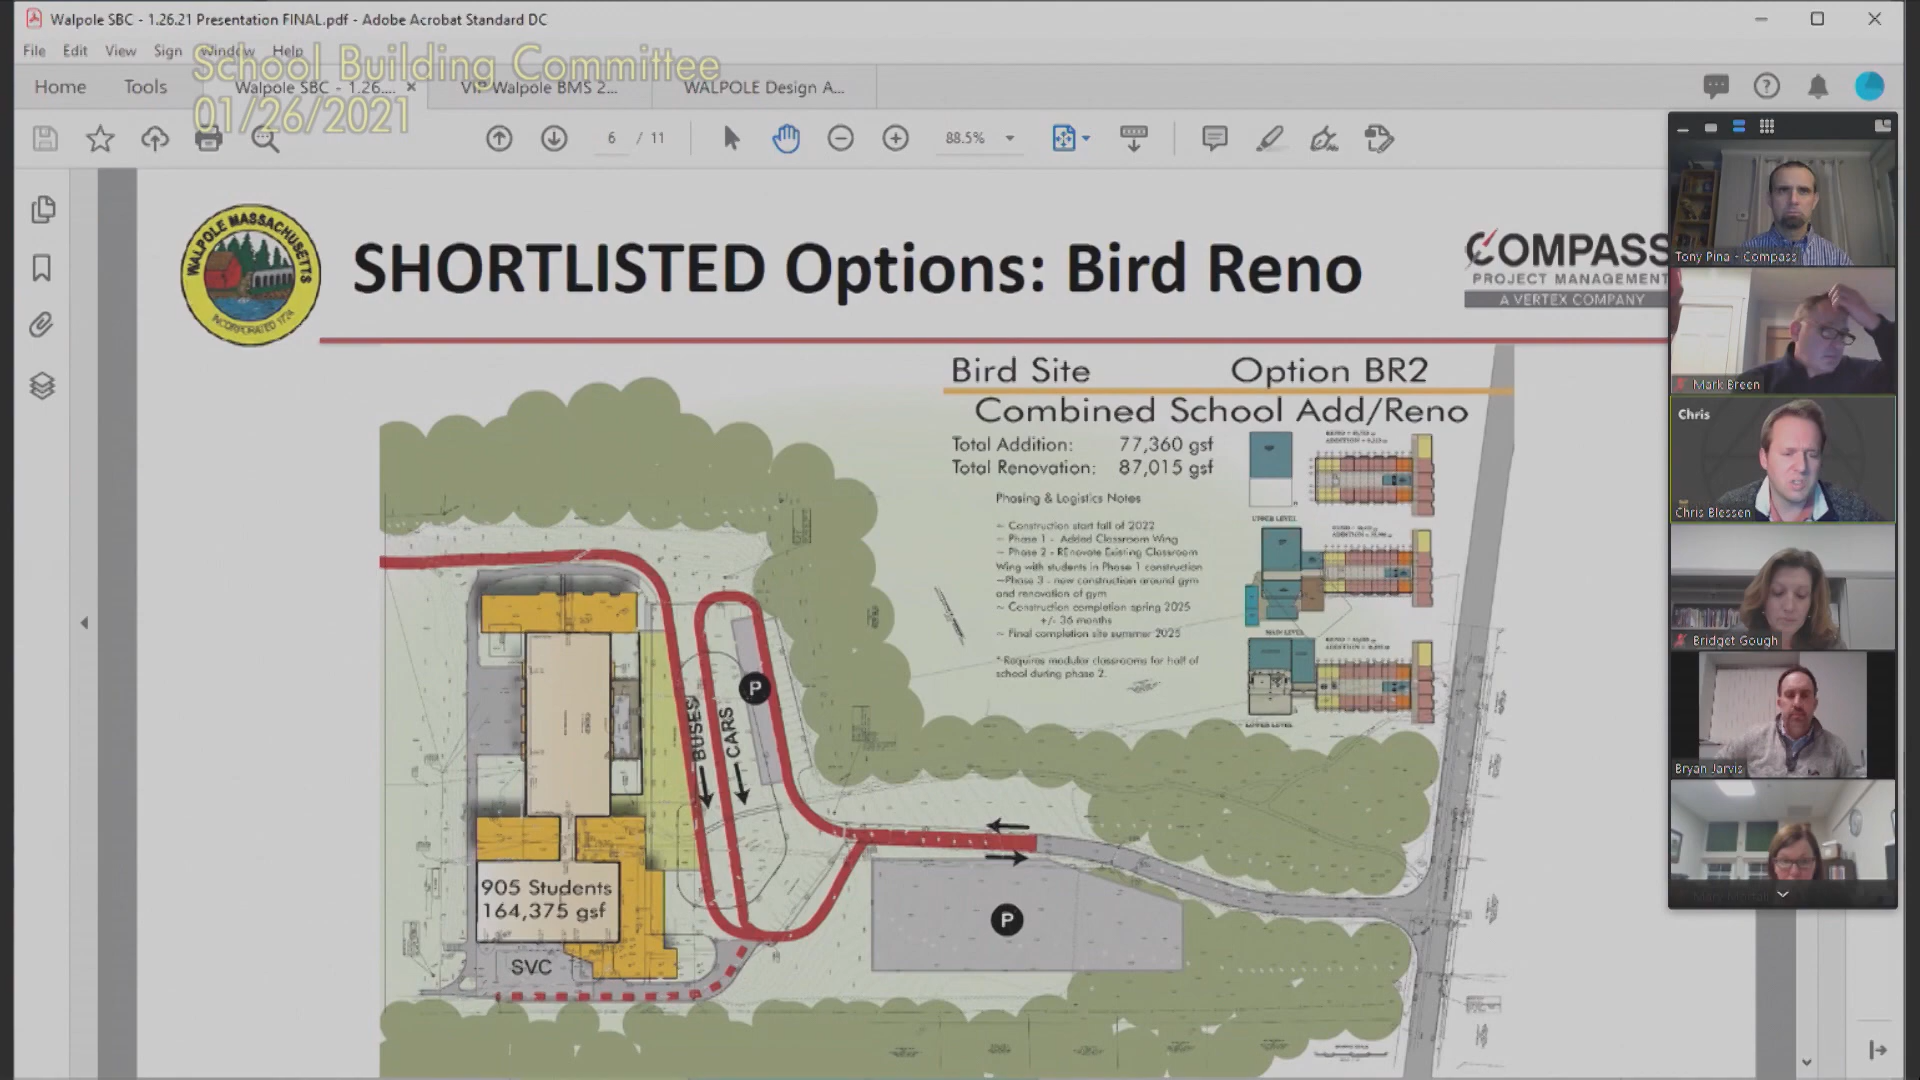 Walpole SBC - 1.26.21 Presentation FINAL.pdf - Adobe Acrobat Standard DC
File Edit View Sign Window Help
School Building Committee
01/26/2021
Home Tools Walpole SBC - 1.26.... × VIP Walpole BMS 2... WALPOLE Design A...
6 / 11 88.5%
WALPOLE MASSACHUSETTS
INCORPORATED 1724
SHORTLISTED Options: Bird Reno
COMPASS
PROJECT MANAGEMENT
A VERTEX COMPANY
Bird Site Option BR2
Combined School Add/Reno
Total Addition: 77,360 gsf
Total Renovation: 87,015 gsf
Phasing & Logistics Notes
~ Construction start fall of 2022
~ Phase 1 - Added Classroom Wing
~ Phase 2 - REnovate Existing Classroom
Wing with students in Phase 1 construction
~Phase 3 - new construction around gym
and renovation of gym
~ Construction completion spring 2025
+/- 36 months
~ Final completion site summer 2025
*Requires modular classrooms for half of
school during phase 2.
UPPER LEVEL
MAIN LEVEL
LOWER LEVEL
P
BUSES
CARS
905 Students
164,375 gsf
P
SVC
Tony Pina - Compass
Mark Breen
Chris
Chris Blessen
Bridget Gough
Bryan Jarvis